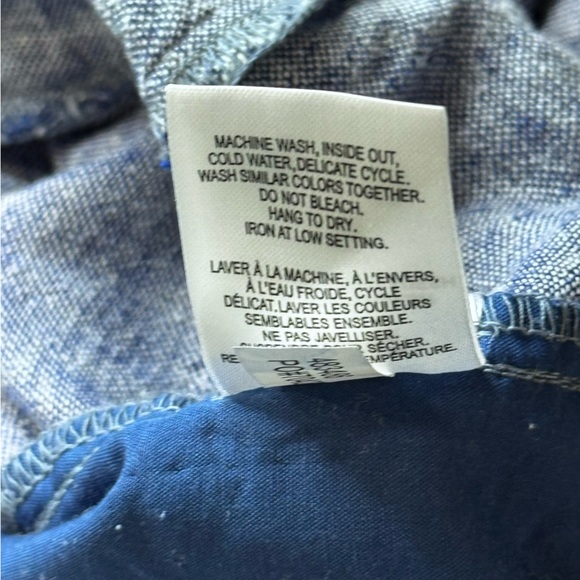 MACHINE WASH, INSIDE OUT,
COLD WATER, DELICATE CYCLE.
WASH SIMILAR COLORS TOGETHER.
DO NOT BLEACH.
HANG TO DRY.
IRON AT LOW SETTING.
LAVER À LA MACHINE, À L'ENVERS,
À L'EAU FROIDE, CYCLE
DÉLICAT.LAVER LES COULEURS
SEMBLABLES ENSEMBLE.
NE PAS JAVELLISER.
SÉCHER.
TEMPÉRATURE.